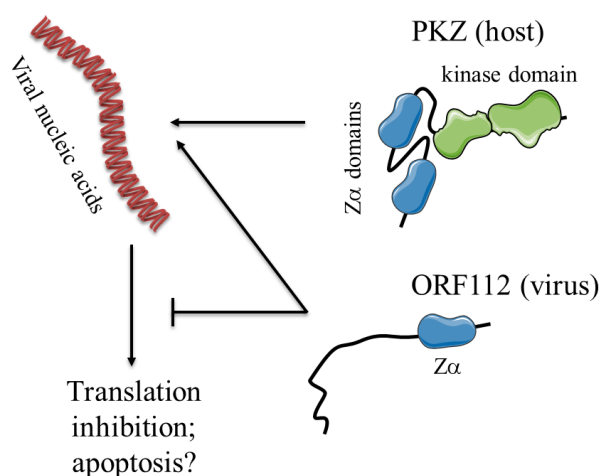 PKZ (host)
kinase domain
Viral nucleic acids
Zα domains
ORF112 (virus)
Zα
Translation
inhibition;
apoptosis?